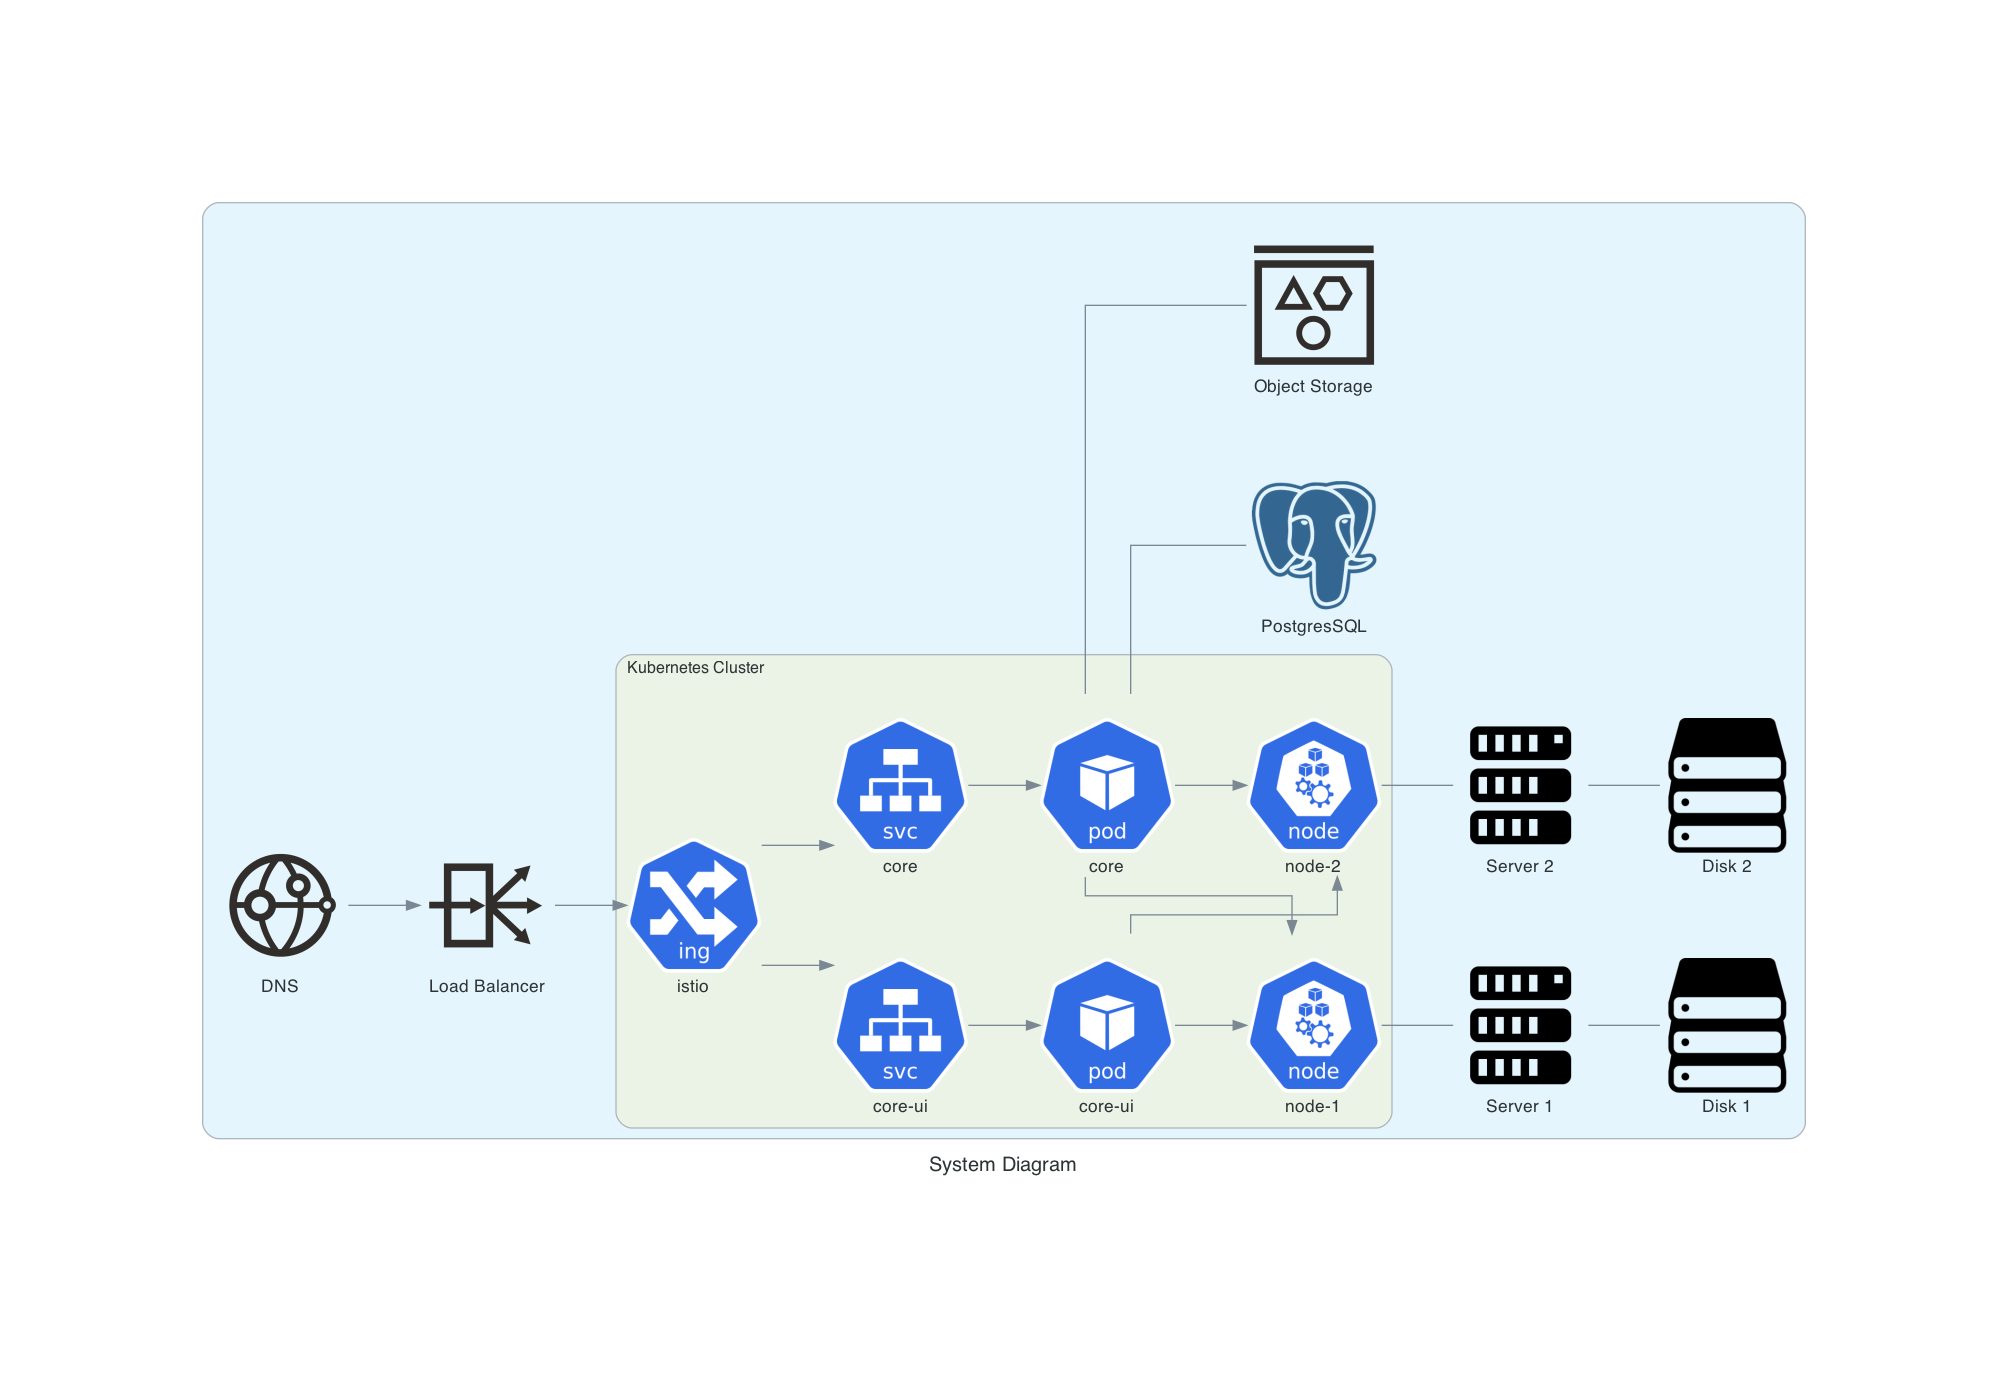 Object Storage
PostgresSQL
Kubernetes Cluster
svc
core
pod
core
node
node-2
Server 2
Disk 2
DNS
Load Balancer
ing
istio
svc
core-ui
pod
core-ui
node
node-1
Server 1
Disk 1
System Diagram